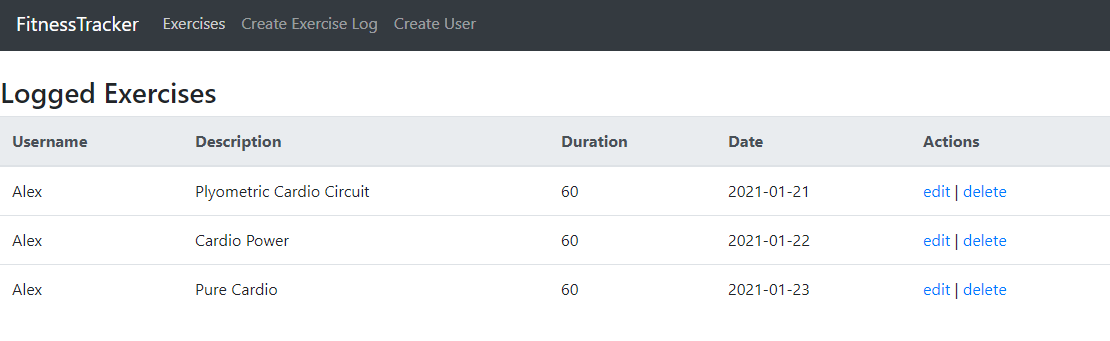 FitnessTracker Exercises Create Exercise Log Create User
Logged Exercises
Username Description Duration Date Actions
Alex Plyometric Cardio Circuit 60 2021-01-21 edit | delete
Alex Cardio Power 60 2021-01-22 edit | delete
Alex Pure Cardio 60 2021-01-23 edit | delete